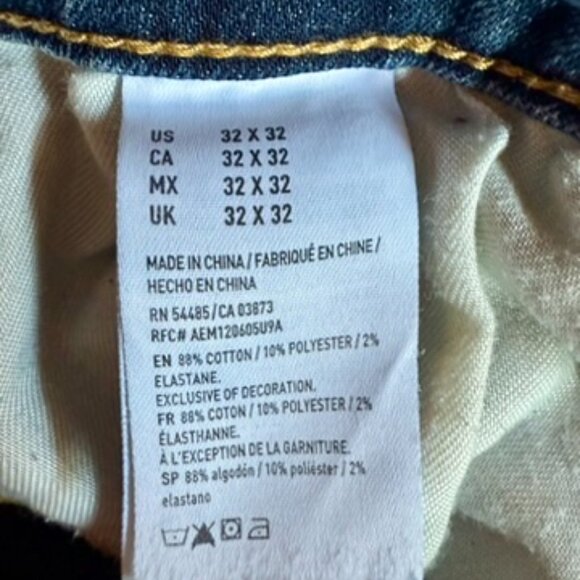 US 32 X 32
CA 32 X 32
MX 32 X 32
UK 32 X 32
MADE IN CHINA / FABRIQUÉ EN CHINE /
HECHO EN CHINA
RN 54485 / CA 03873
RFC# AEM120605U9A
EN 88% COTTON / 10% POLYESTER / 2%
ELASTANE.
EXCLUSIVE OF DECORATION.
FR 88% COTON / 10% POLYESTER / 2%
ÉLASTHANNE.
À L'EXCEPTION DE LA GARNITURE.
SP 88% algodón / 10% poliéster / 2%
elastano